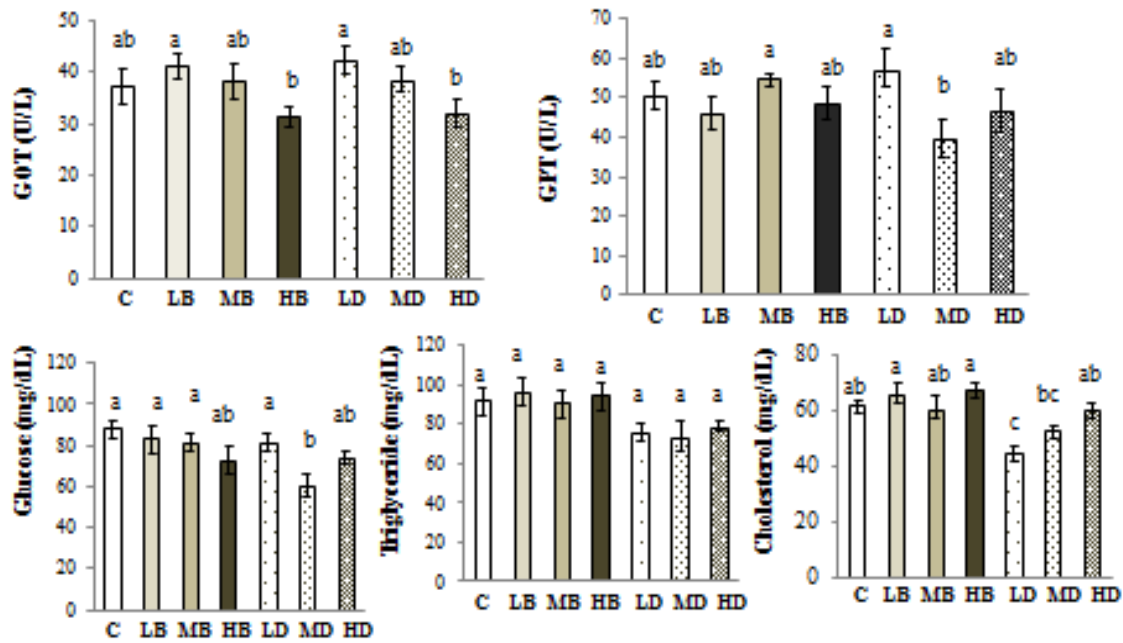 GOT (U/L)
50
40
30
20
10
0
ab
a
ab
b
a
ab
b
C LB MB HB LD MD HD
GPT (U/L)
70
60
50
40
30
20
10
0
ab
ab
a
ab
a
b
ab
C LB MB HB LD MD HD
Glucose (mg/dL)
120
100
80
60
40
20
0
a
a
a
ab
a
b
ab
C LB MB HB LD MD HD
Triglyceride (mg/dL)
120
100
80
60
40
20
0
a
a
a
a
a
a
a
C LB MB HB LD MD HD
Cholesterol (mg/dL)
80
60
40
20
0
ab
a
ab
a
c
bc
ab
C LB MB HB LD MD HD